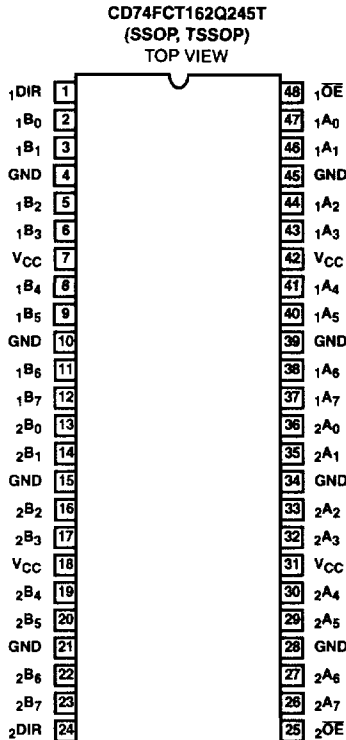 CD74FCT162Q245T
(SSOP, TSSOP)
TOP VIEW
1DIR 1 48 1O̅E̅
1B0 2 47 1A0
1B1 3 46 1A1
GND 4 45 GND
1B2 5 44 1A2
1B3 6 43 1A3
VCC 7 42 VCC
1B4 8 41 1A4
1B5 9 40 1A5
GND 10 39 GND
1B6 11 38 1A6
1B7 12 37 1A7
2B0 13 36 2A0
2B1 14 35 2A1
GND 15 34 GND
2B2 16 33 2A2
2B3 17 32 2A3
VCC 18 31 VCC
2B4 19 30 2A4
2B5 20 29 2A5
GND 21 28 GND
2B6 22 27 2A6
2B7 23 26 2A7
2DIR 24 25 2O̅E̅